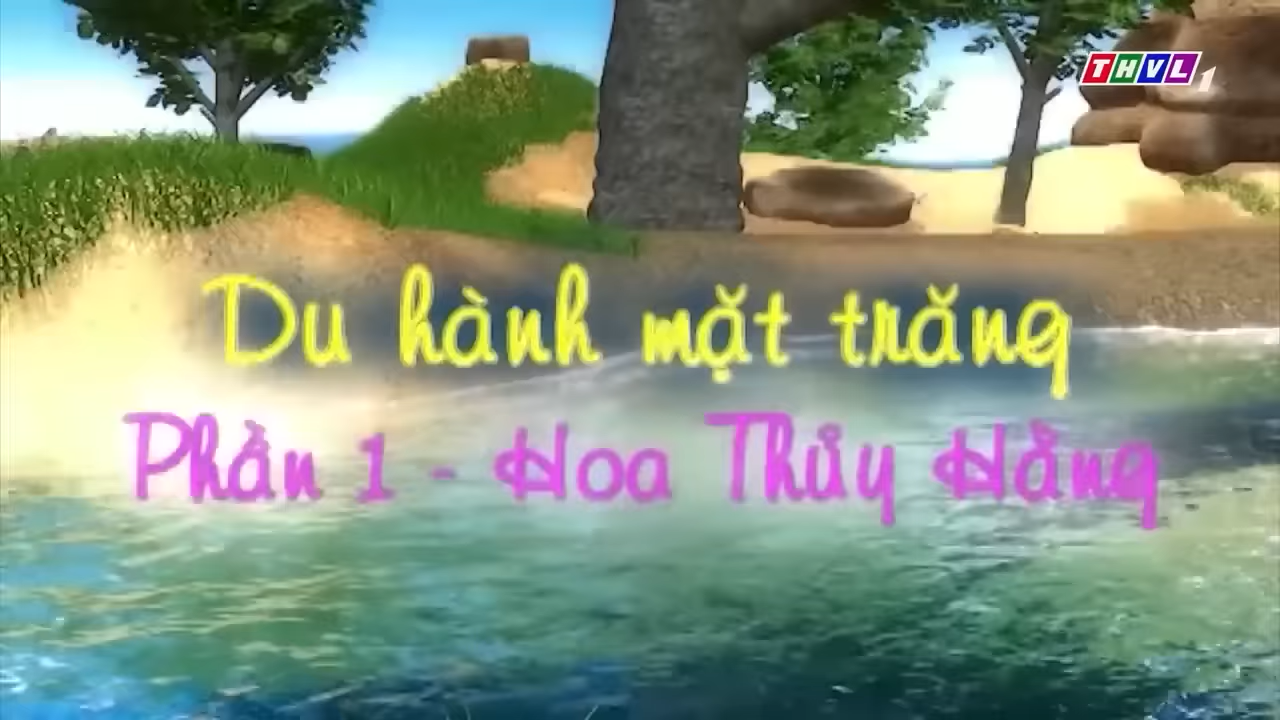 THVL1
Du hành mặt trăng
Phần 1 - Hoa Thủy Hằng